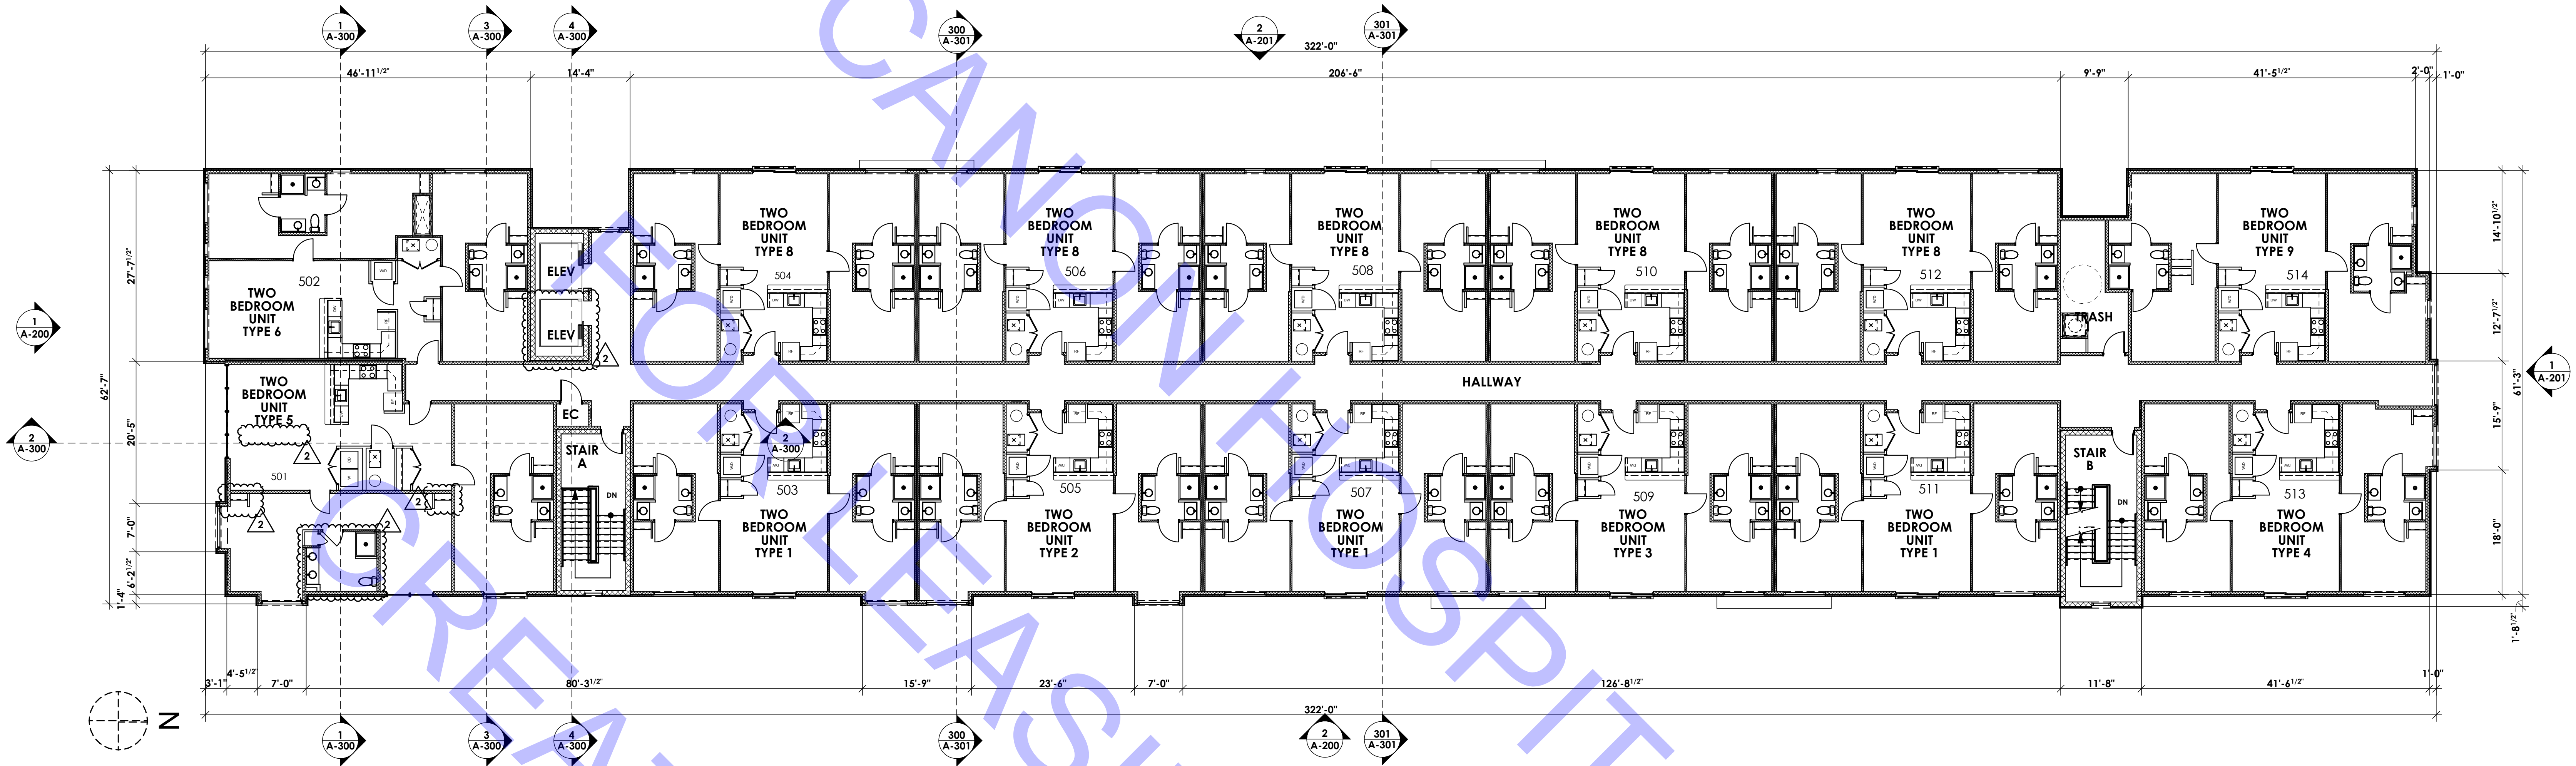 1
A-300
3
A-300
4
A-300
300
A-301
2
A-201
301
A-301
322'-0"
46'-11 1/2"
14'-4"
206'-6"
9'-9"
41'-5 1/2"
2'-0"
1'-0"
TWO
BEDROOM
UNIT
TYPE 8
504
TWO
BEDROOM
UNIT
TYPE 8
506
TWO
BEDROOM
UNIT
TYPE 8
508
TWO
BEDROOM
UNIT
TYPE 8
510
TWO
BEDROOM
UNIT
TYPE 8
512
TWO
BEDROOM
UNIT
TYPE 9
514
502
TWO
BEDROOM
UNIT
TYPE 6
ELEV
ELEV
2
TRASH
27'-7 1/2"
62'-7"
20'-5"
7'-0"
6'-2 1/2"
1'-4"
14'-10 1/2"
12'-7 1/2"
61'-3"
15'-9"
18'-0"
1'-8 1/2"
1
A-200
1
A-201
2
A-300
HALLWAY
TWO
BEDROOM
UNIT
TYPE 5
2
501
2
2
2
EC
STAIR
A
DN
2
A-300
503
TWO
BEDROOM
UNIT
TYPE 1
505
TWO
BEDROOM
UNIT
TYPE 2
507
TWO
BEDROOM
UNIT
TYPE 1
509
TWO
BEDROOM
UNIT
TYPE 3
511
TWO
BEDROOM
UNIT
TYPE 1
STAIR
B
DN
513
TWO
BEDROOM
UNIT
TYPE 4
3'-1"
4'-5 1/2"
7'-0"
80'-3 1/2"
15'-9"
23'-6"
7'-0"
126'-8 1/2"
11'-8"
41'-6 1/2"
1'-0"
322'-0"
N
1
A-300
3
A-300
4
A-300
300
A-301
2
A-200
301
A-301
CANON HOSPIT
FOR LEASI